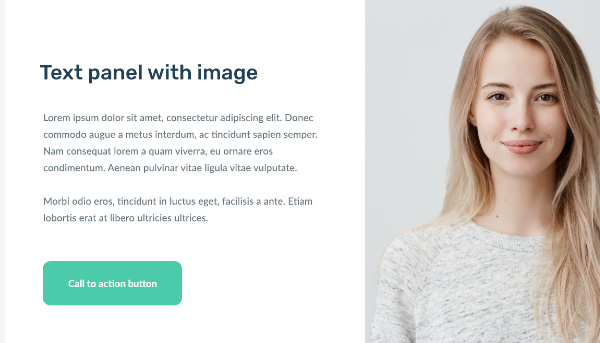 Text panel with image
Lorem ipsum dolor sit amet, consectetur adipiscing elit. Donec
commodo augue a metus interdum, ac tincidunt sapien semper.
Nam consequat lorem a quam viverra, eu ornare eros
condimentum. Aenean pulvinar vitae ligula vitae vulputate.
Morbi odio eros, tincidunt in luctus eget, facilisis a ante. Etiam
lobortis erat at libero ultricies ultrices.
Call to action button